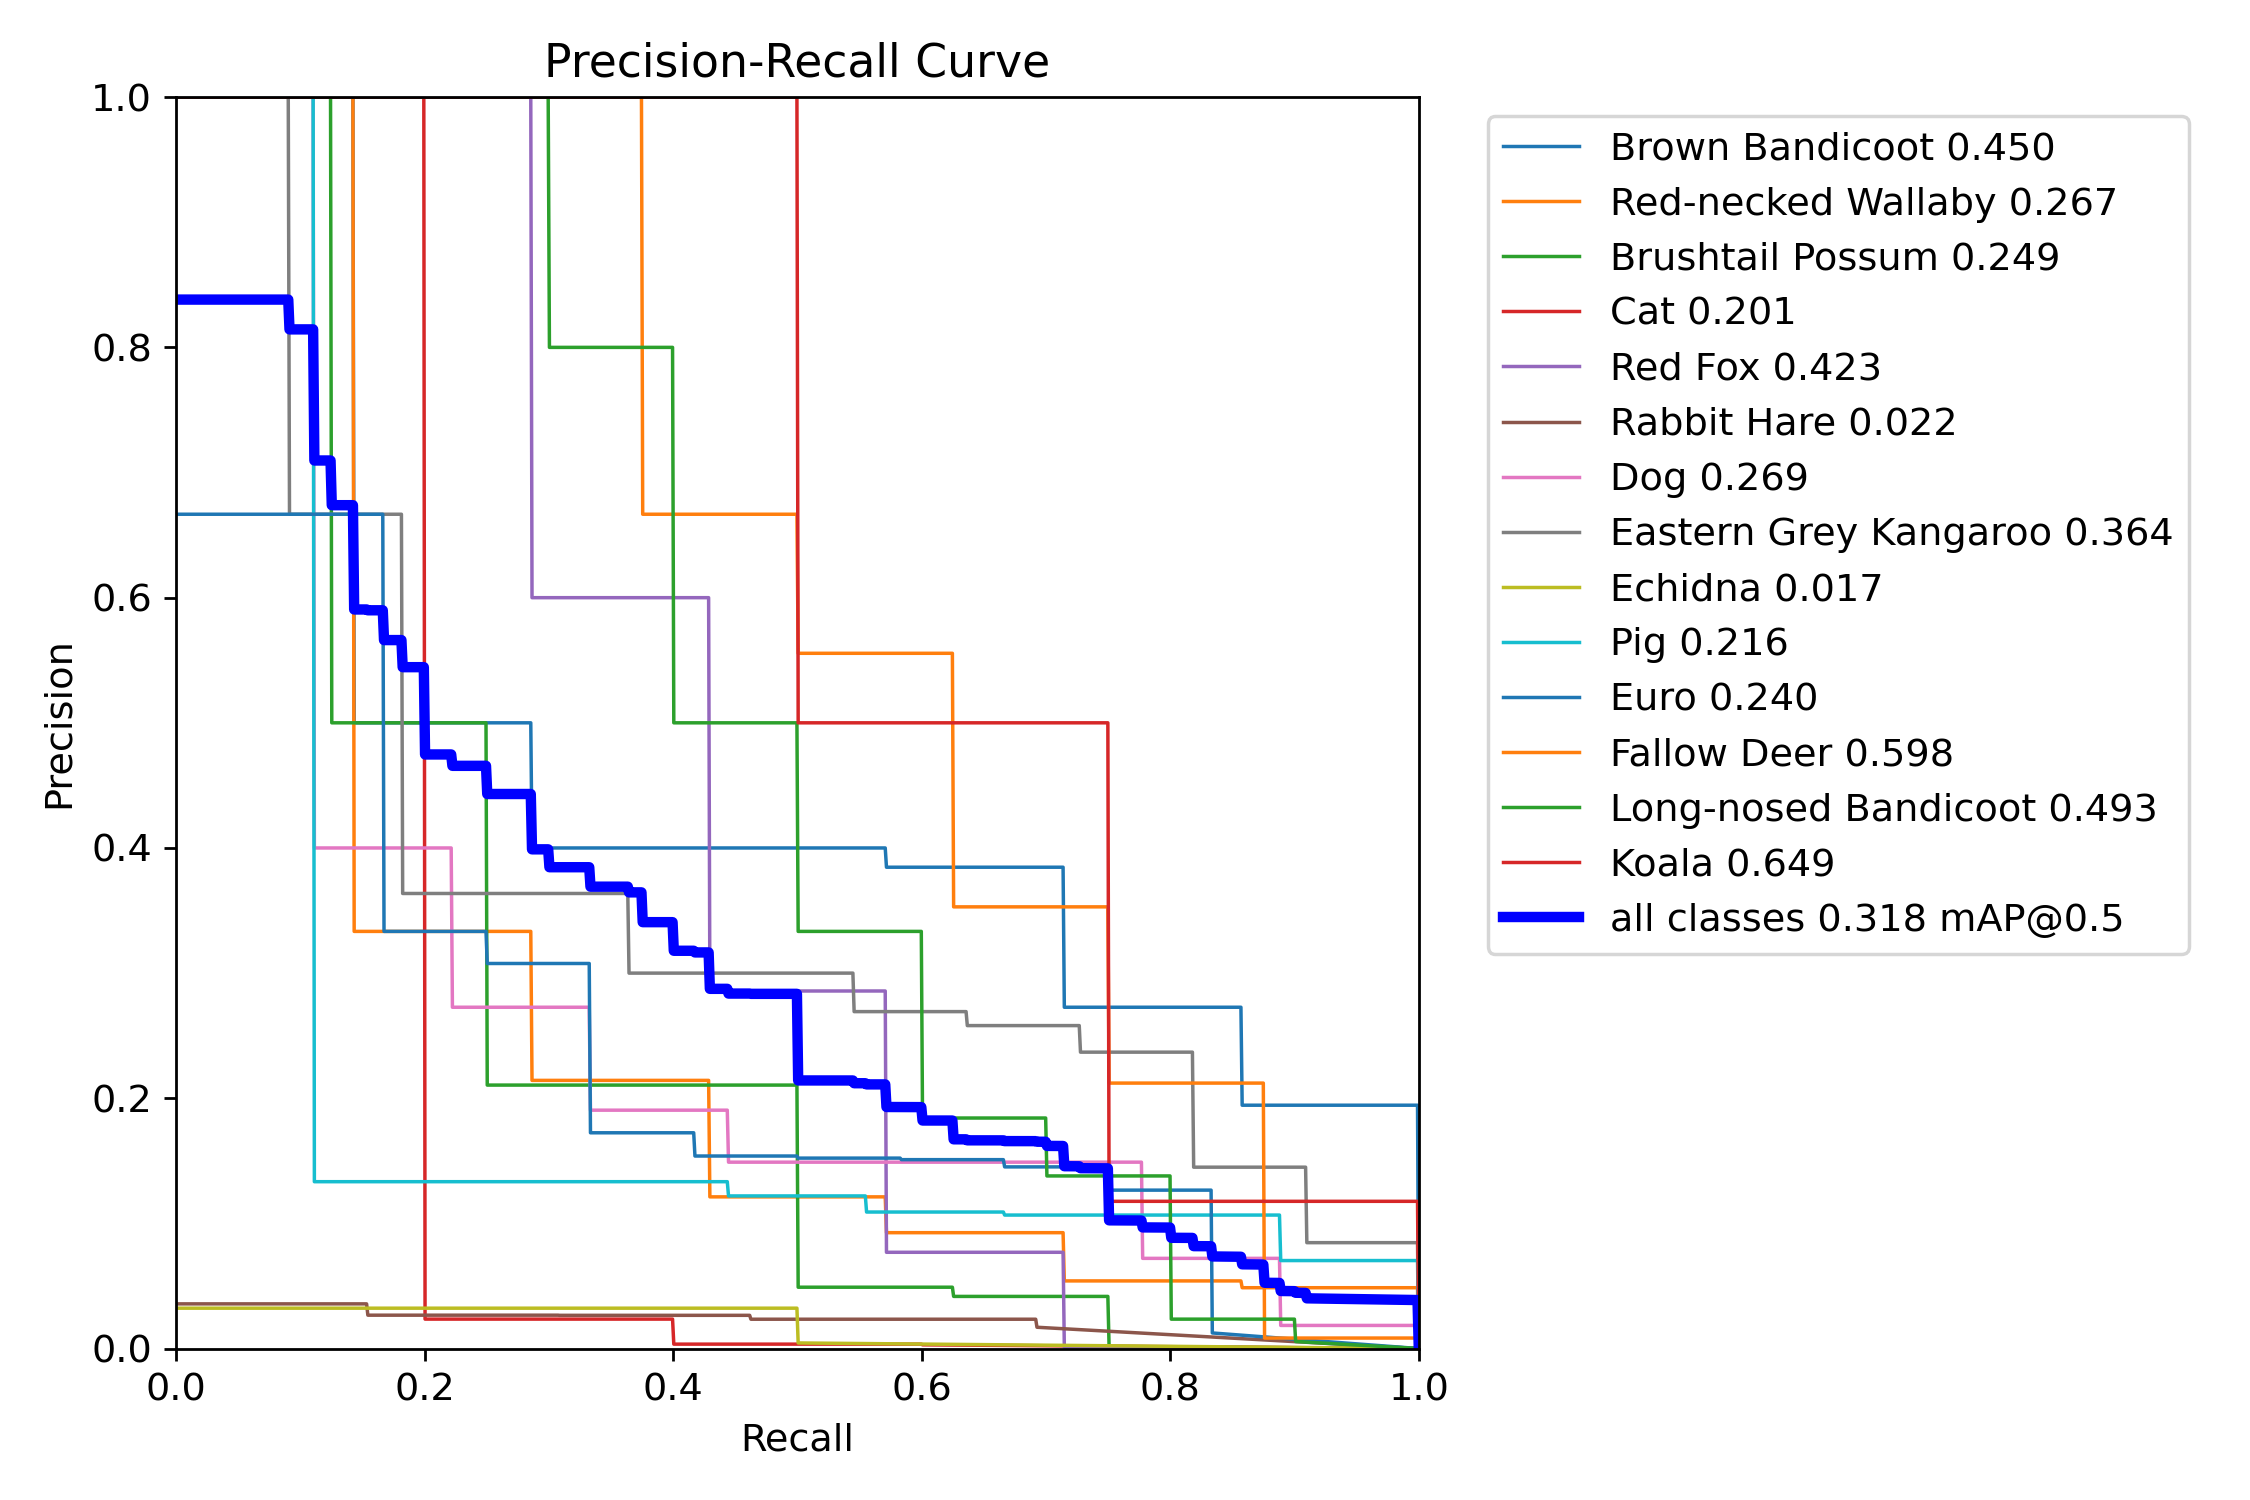 Precision-Recall Curve
1.0
0.8
0.6
0.4
0.2
0.0
Precision
0.0 0.2 0.4 0.6 0.8 1.0
Recall
Brown Bandicoot 0.450
Red-necked Wallaby 0.267
Brushtail Possum 0.249
Cat 0.201
Red Fox 0.423
Rabbit Hare 0.022
Dog 0.269
Eastern Grey Kangaroo 0.364
Echidna 0.017
Pig 0.216
Euro 0.240
Fallow Deer 0.598
Long-nosed Bandicoot 0.493
Koala 0.649
all classes 0.318 mAP@0.5